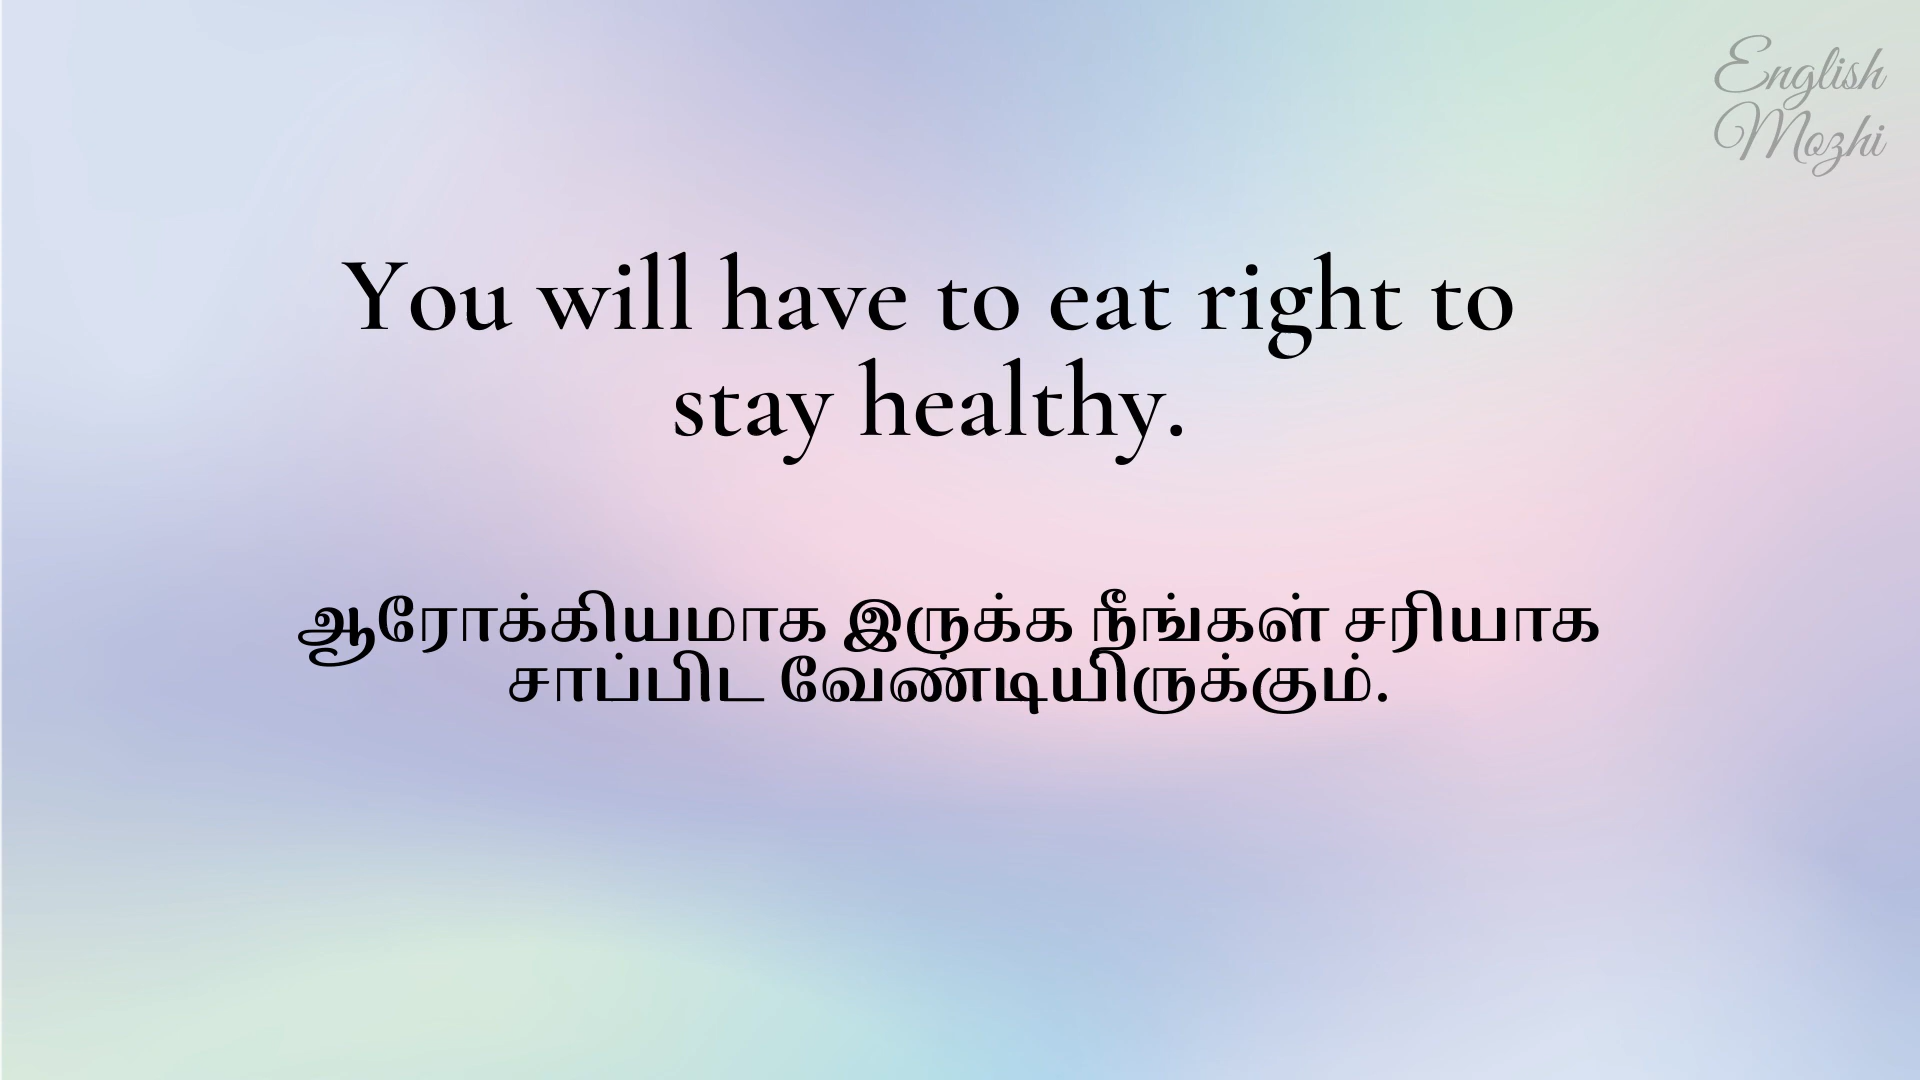 English
Mozhi
You will have to eat right to
stay healthy.
ஆரோக்கியமாக இருக்க நீங்கள் சரியாக
சாப்பிட வேண்டியிருக்கும்.